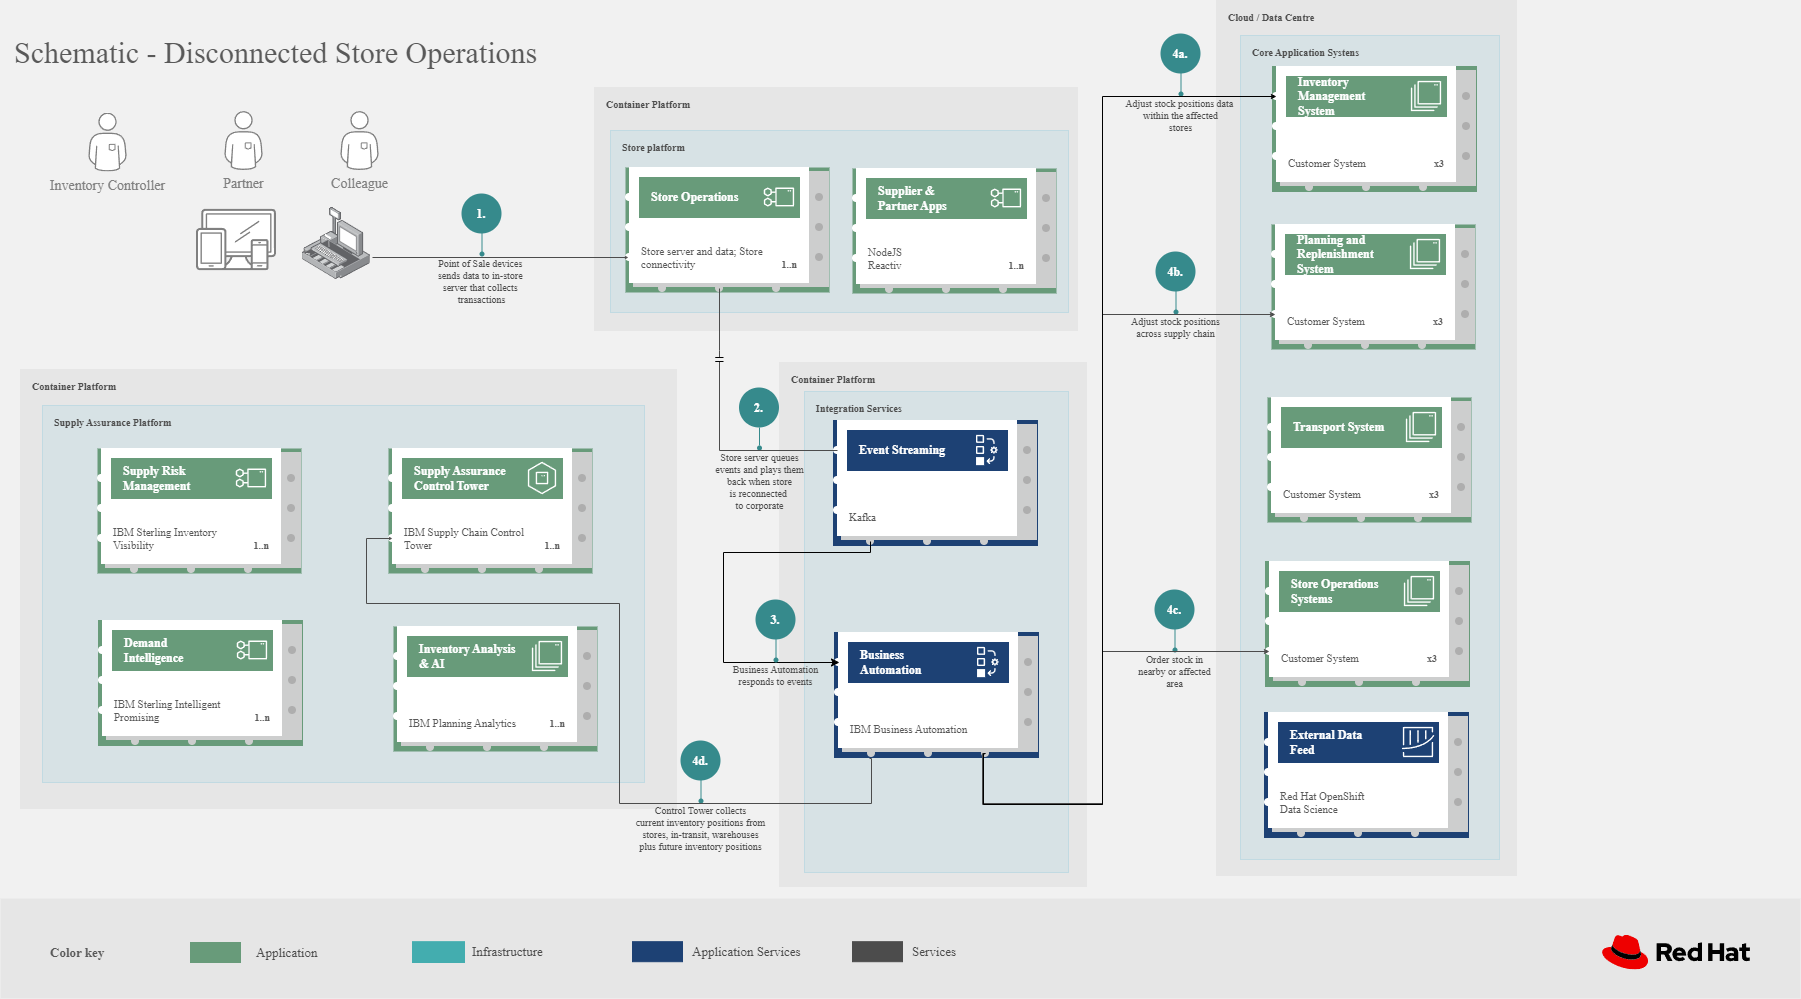 Schematic - Disconnected Store Operations
Inventory Controller
Partner
Colleague
1.
Point of Sale devices
sends data to in-store
server that collects
transactions
Container Platform
Store platform
Store Operations
Store server and data; Store
connectivity
1..n
Supplier &
Partner Apps
NodeJS
Reactiv
1..n
Container Platform
Supply Assurance Platform
Supply Risk
Management
IBM Sterling Inventory
Visibility
1..n
Supply Assurance
Control Tower
IBM Supply Chain Control
Tower
1..n
Demand
Intelligence
IBM Sterling Intelligent
Promising
1..n
Inventory Analysis
& AI
IBM Planning Analytics
1..n
2.
Store server queues
events and plays them
back when store
is reconnected
to corporate
Container Platform
Integration Services
Event Streaming
Kafka
3.
Business Automation
responds to events
Business
Automation
IBM Business Automation
4d.
Control Tower collects
current inventory positions from
stores, in-transit, warehouses
plus future inventory positions
4a.
Adjust stock positions data
within the affected
stores
4b.
Adjust stock positions
across supply chain
4c.
Order stock in
nearby or affected
area
Cloud / Data Centre
Core Application Systens
Inventory
Management
System
Customer System
x3
Planning and
Replenishment
System
Customer System
x3
Transport System
Customer System
x3
Store Operations
Systems
Customer System
x3
External Data
Feed
Red Hat OpenShift
Data Science
Color key
Application
Infrastructure
Application Services
Services
Red Hat